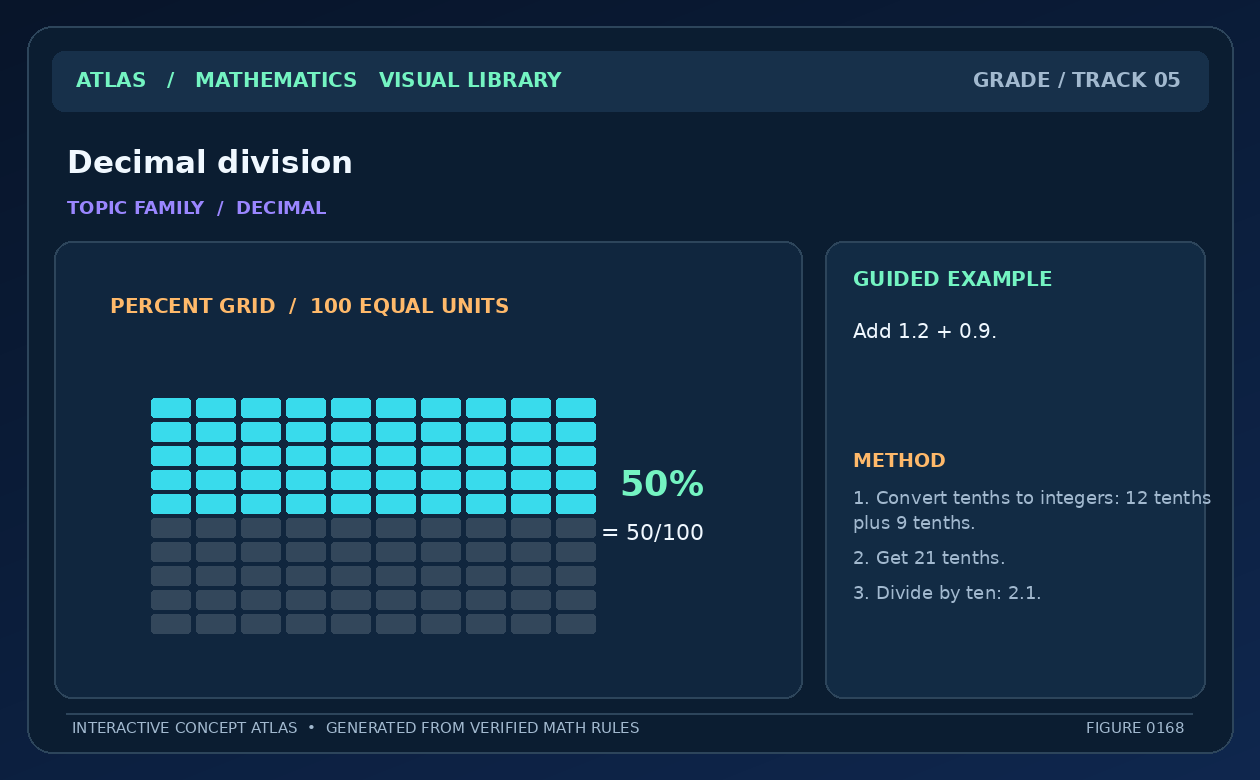 ATLAS / MATHEMATICS VISUAL LIBRARY
GRADE / TRACK 05
Decimal division
TOPIC FAMILY / DECIMAL
PERCENT GRID / 100 EQUAL UNITS
50%
= 50/100
GUIDED EXAMPLE
Add 1.2 + 0.9.
METHOD
1. Convert tenths to integers: 12 tenths
plus 9 tenths.
2. Get 21 tenths.
3. Divide by ten: 2.1.
INTERACTIVE CONCEPT ATLAS • GENERATED FROM VERIFIED MATH RULES
FIGURE 0168